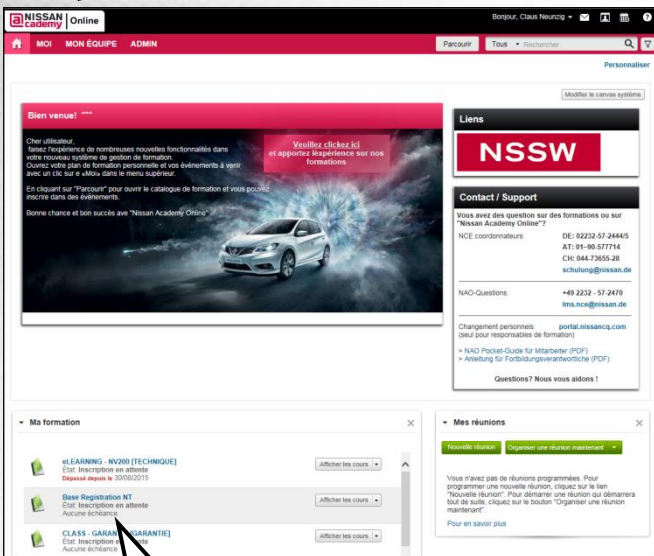 NISSAN
academy Online
Bonjour, Claus Neunzig
MOI MON ÉQUIPE ADMIN
Parcourir Tous Rechercher
Personnaliser
Modifier le canvas système
Bien venue! ***
Cher utilisateur,
faisez l'expérience de nombreuses nouvelles fonctionnalités dans
votre nouveau système de gestion de formation.
Ouvrez votre plan de formation personnelle et vos événements à venir
avec un clic sur e «Moi» dans le menu supérieur.
En cliquant sur "Parcourir" pour ouvrir le catalogue de formation et vous pouvez
inscrire dans des événements.
Bonne chance et bon succès ave "Nissan Academy Online"
Veuillez clickez ici
et apportez lèxpérience sur nos
formations
Liens
NSSW
Contact / Support
Vous avez des question sur des formations ou sur
"Nissan Academy Online"?
NCE coordonnateurs: DE: 02232-57-2444/5
AT: 01-90-577714
CH: 044-73655-28
schulung@nissan.de
NAO-Questions: +49 2232 - 57-2470
lms.nce@nissan.de
Changement personnels: portal.nissancq.com
(seul pour responsables de formation)
> NAO Pocket-Guide für Mitarbeiter (PDF)
> Anleitung für Fortbildungsverantwortliche (PDF)
Questions? Nous vous aidons !
Ma formation
eLEARNING - NV200 [TECHNIQUE]
État: Inscription en attente
Dépassé depuis le 30/06/2015
Afficher les cours
Base Registration NT
État: Inscription en attente
Aucune échéance
Afficher les cours
CLASS - GARANTIE [GARANTIE]
État: Inscription en attente
Aucune échéance
Afficher les cours
Mes réunions
Nouvelle réunion Organiser une réunion maintenant
Vous n'avez pas de réunions programmées. Pour
programmer une nouvelle réunion, cliquez sur le lien
"Nouvelle réunion". Pour démarrer une réunion qui démarrera
tout de suite, cliquez sur le bouton "Organiser une réunion
maintenant".
Pour en savoir plus